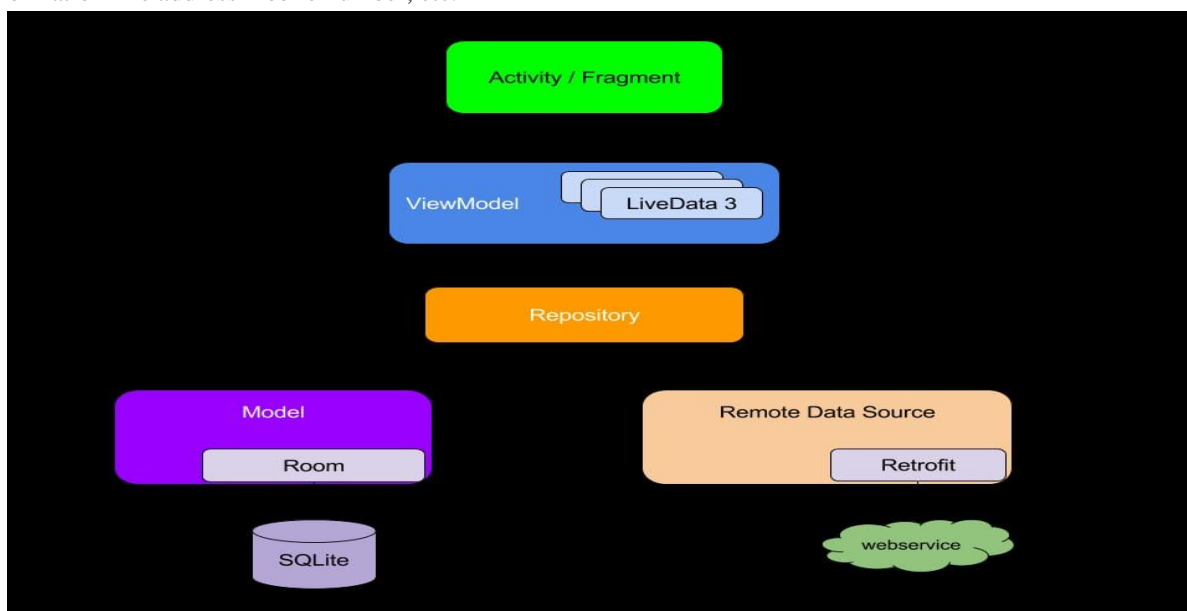 Activity / Fragment
ViewModel
LiveData 3
Repository
Model
Remote Data Source
Room
Retrofit
SQLite
webservice